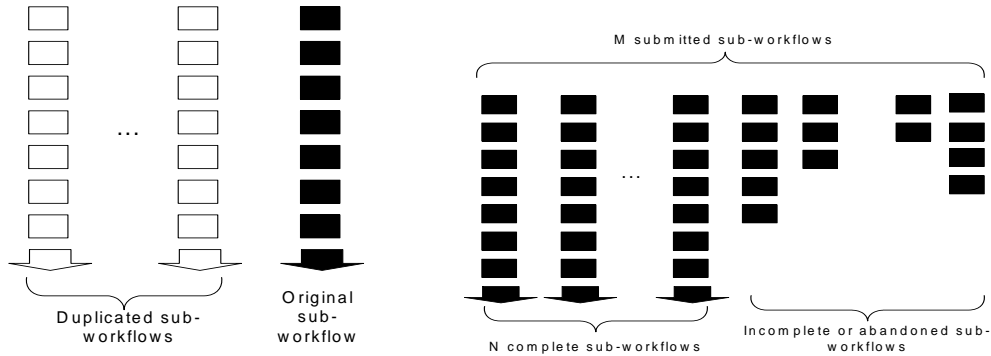 ...
Duplicated sub-
workflows
Original
sub-
workflow
M submitted sub-workflows
...
N complete sub-workflows
Incomplete or abandoned sub-
workflows